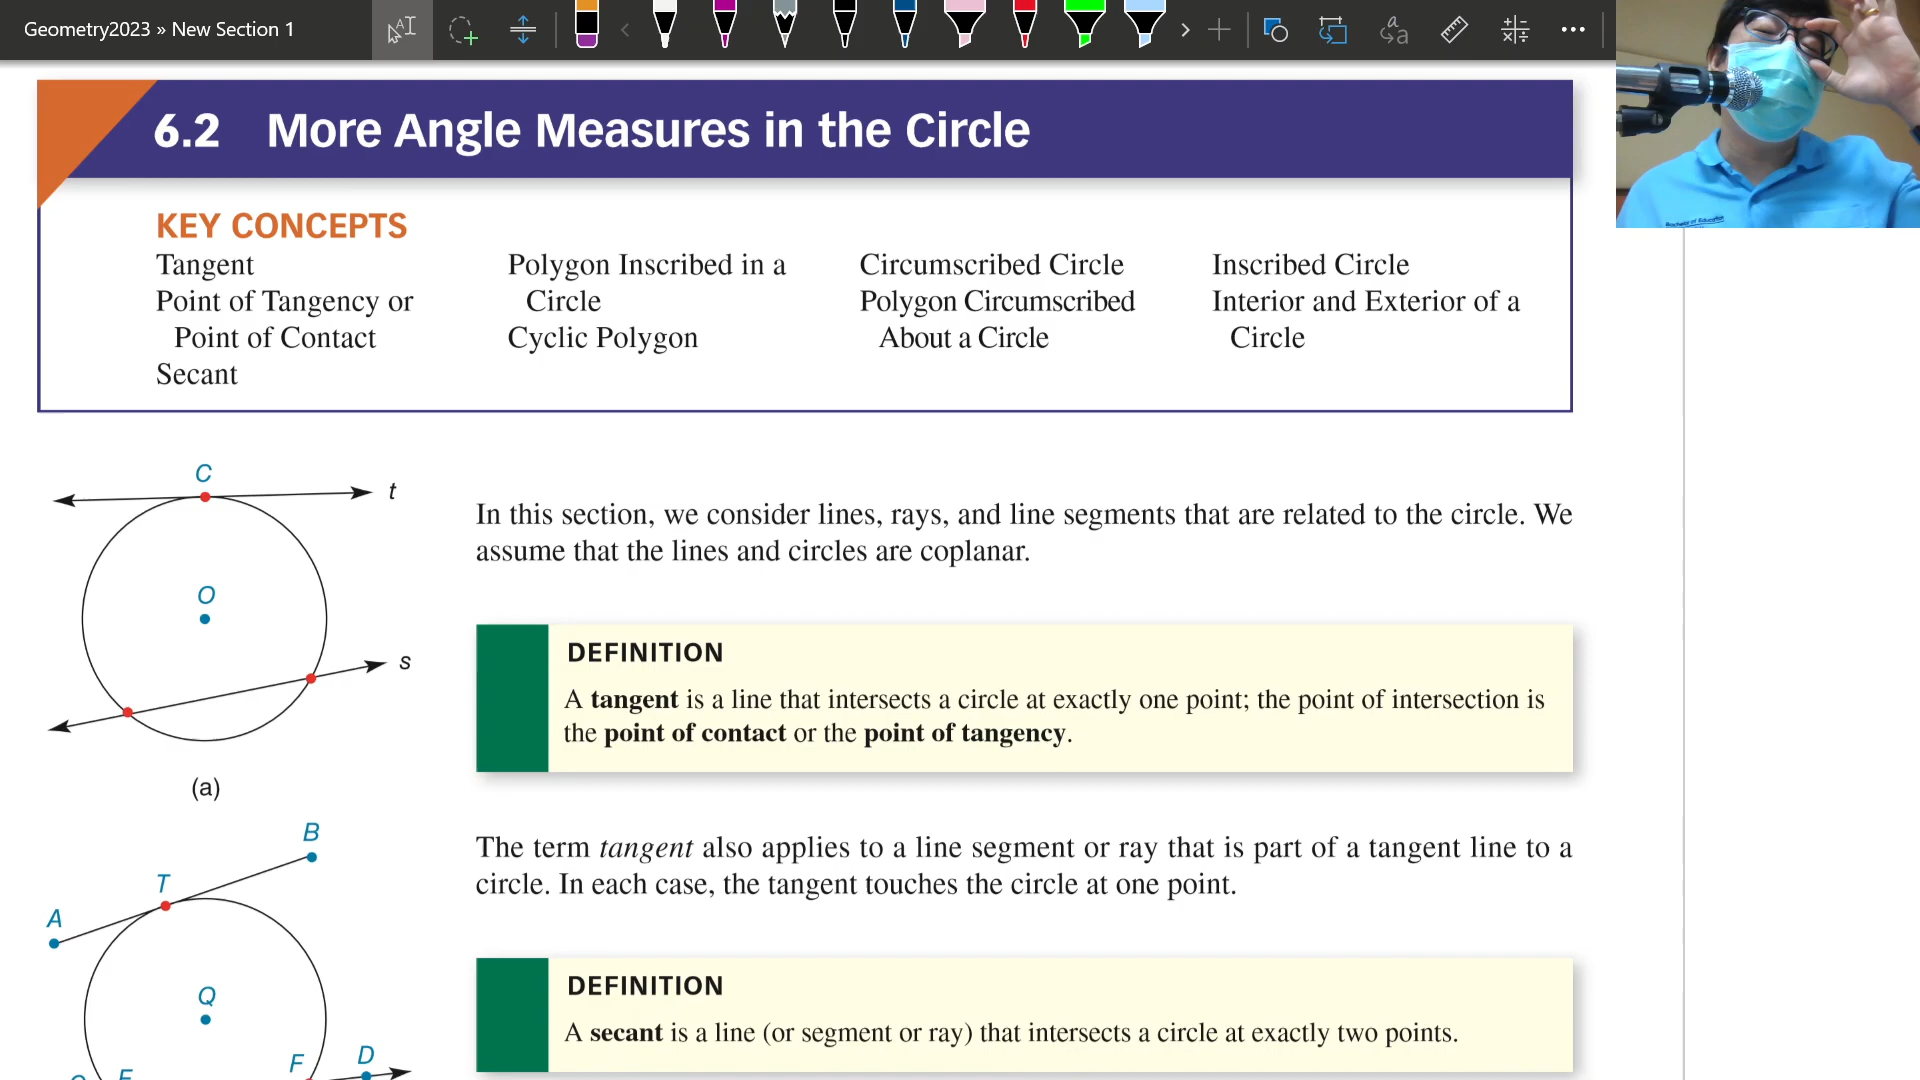 Geometry2023 » New Section 1
6.2 More Angle Measures in the Circle
KEY CONCEPTS
Tangent
Point of Tangency or
Point of Contact
Secant
Polygon Inscribed in a
Circle
Cyclic Polygon
Circumscribed Circle
Polygon Circumscribed
About a Circle
Inscribed Circle
Interior and Exterior of a
Circle
C
t
O
s
(a)
In this section, we consider lines, rays, and line segments that are related to the circle. We
assume that the lines and circles are coplanar.
DEFINITION
A tangent is a line that intersects a circle at exactly one point; the point of intersection is
the point of contact or the point of tangency.
B
T
A
Q
F
D
E
The term tangent also applies to a line segment or ray that is part of a tangent line to a
circle. In each case, the tangent touches the circle at one point.
DEFINITION
A secant is a line (or segment or ray) that intersects a circle at exactly two points.
Bachelor of Education